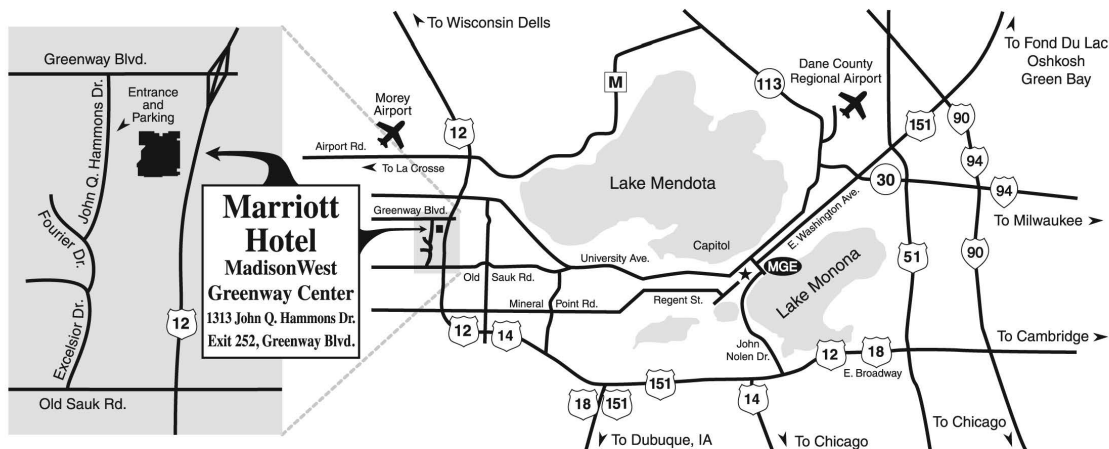 Greenway Blvd.
John Q. Hammons Dr.
Entrance
and
Parking
Fourier Dr.
Excelsior Dr.
12
Old Sauk Rd.
Marriott
Hotel
MadisonWest
Greenway Center
1313 John Q. Hammons Dr.
Exit 252, Greenway Blvd.
To Wisconsin Dells
Morey
Airport
12
Airport Rd.
To La Crosse
Greenway Blvd.
Old Sauk Rd.
Mineral Point Rd.
University Ave.
Regent St.
12
14
M
113
Lake Mendota
Capitol
MGE
Dane County
Regional Airport
E. Washington Ave.
Lake Monona
John
Nolen Dr.
To Fond Du Lac
Oshkosh
Green Bay
151
90
94
30
94
To Milwaukee
51
90
To Cambridge
12
18
E. Broadway
151
18
151
14
To Dubuque, IA
To Chicago
To Chicago